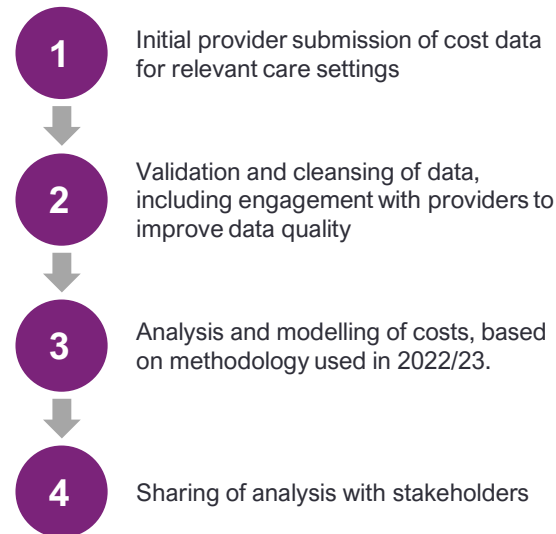 1
Initial provider submission of cost data
for relevant care settings
2
Validation and cleansing of data,
including engagement with providers to
improve data quality
3
Analysis and modelling of costs, based
on methodology used in 2022/23.
4
Sharing of analysis with stakeholders